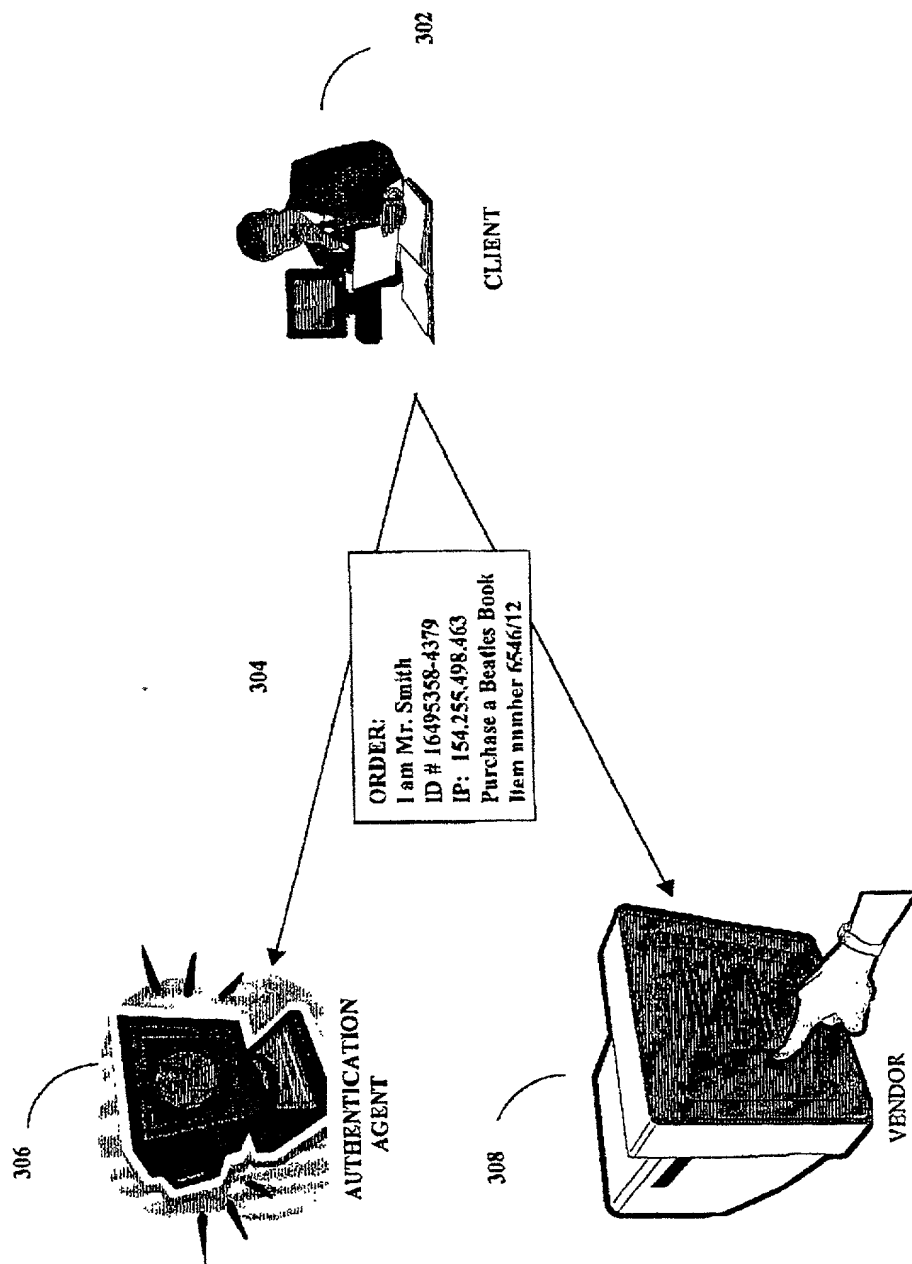 302
CLIENT
304
ORDER:
I am Mr. Smith
ID # 16495358-4379
IP: 154.255.498.463
Purchase a Beatles Book
Item number 6546/12
306
AUTHENTICATION
AGENT
308
VENDOR